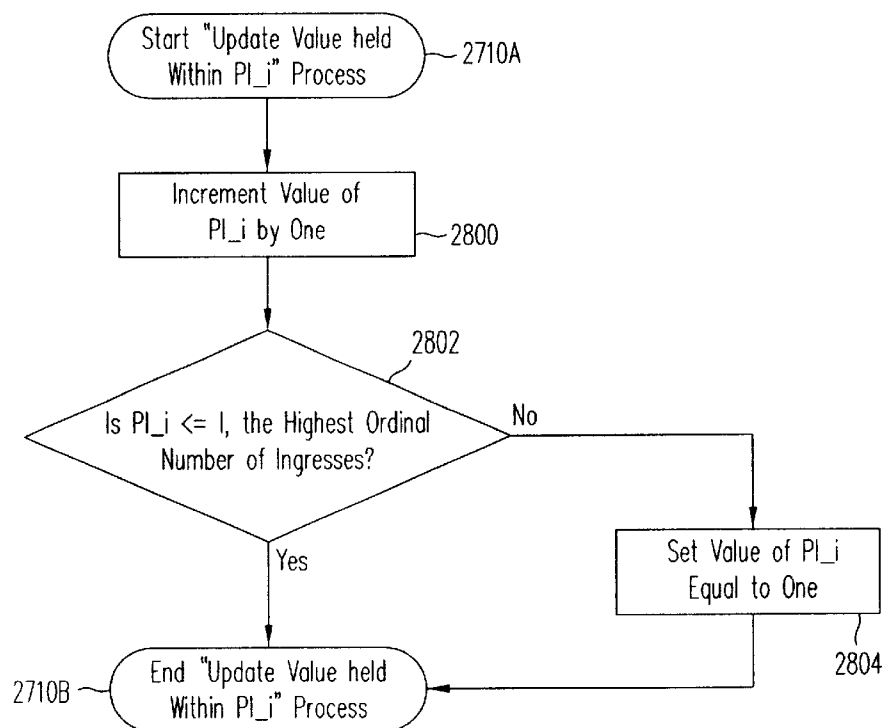 Start "Update Value held
Within PI_i" Process
2710A
Increment Value of
PI_i by One
2800
2802
Is PI_i <= I, the Highest Ordinal
Number of Ingresses?
No
Yes
Set Value of PI_i
Equal to One
2804
2710B
End "Update Value held
Within PI_i" Process